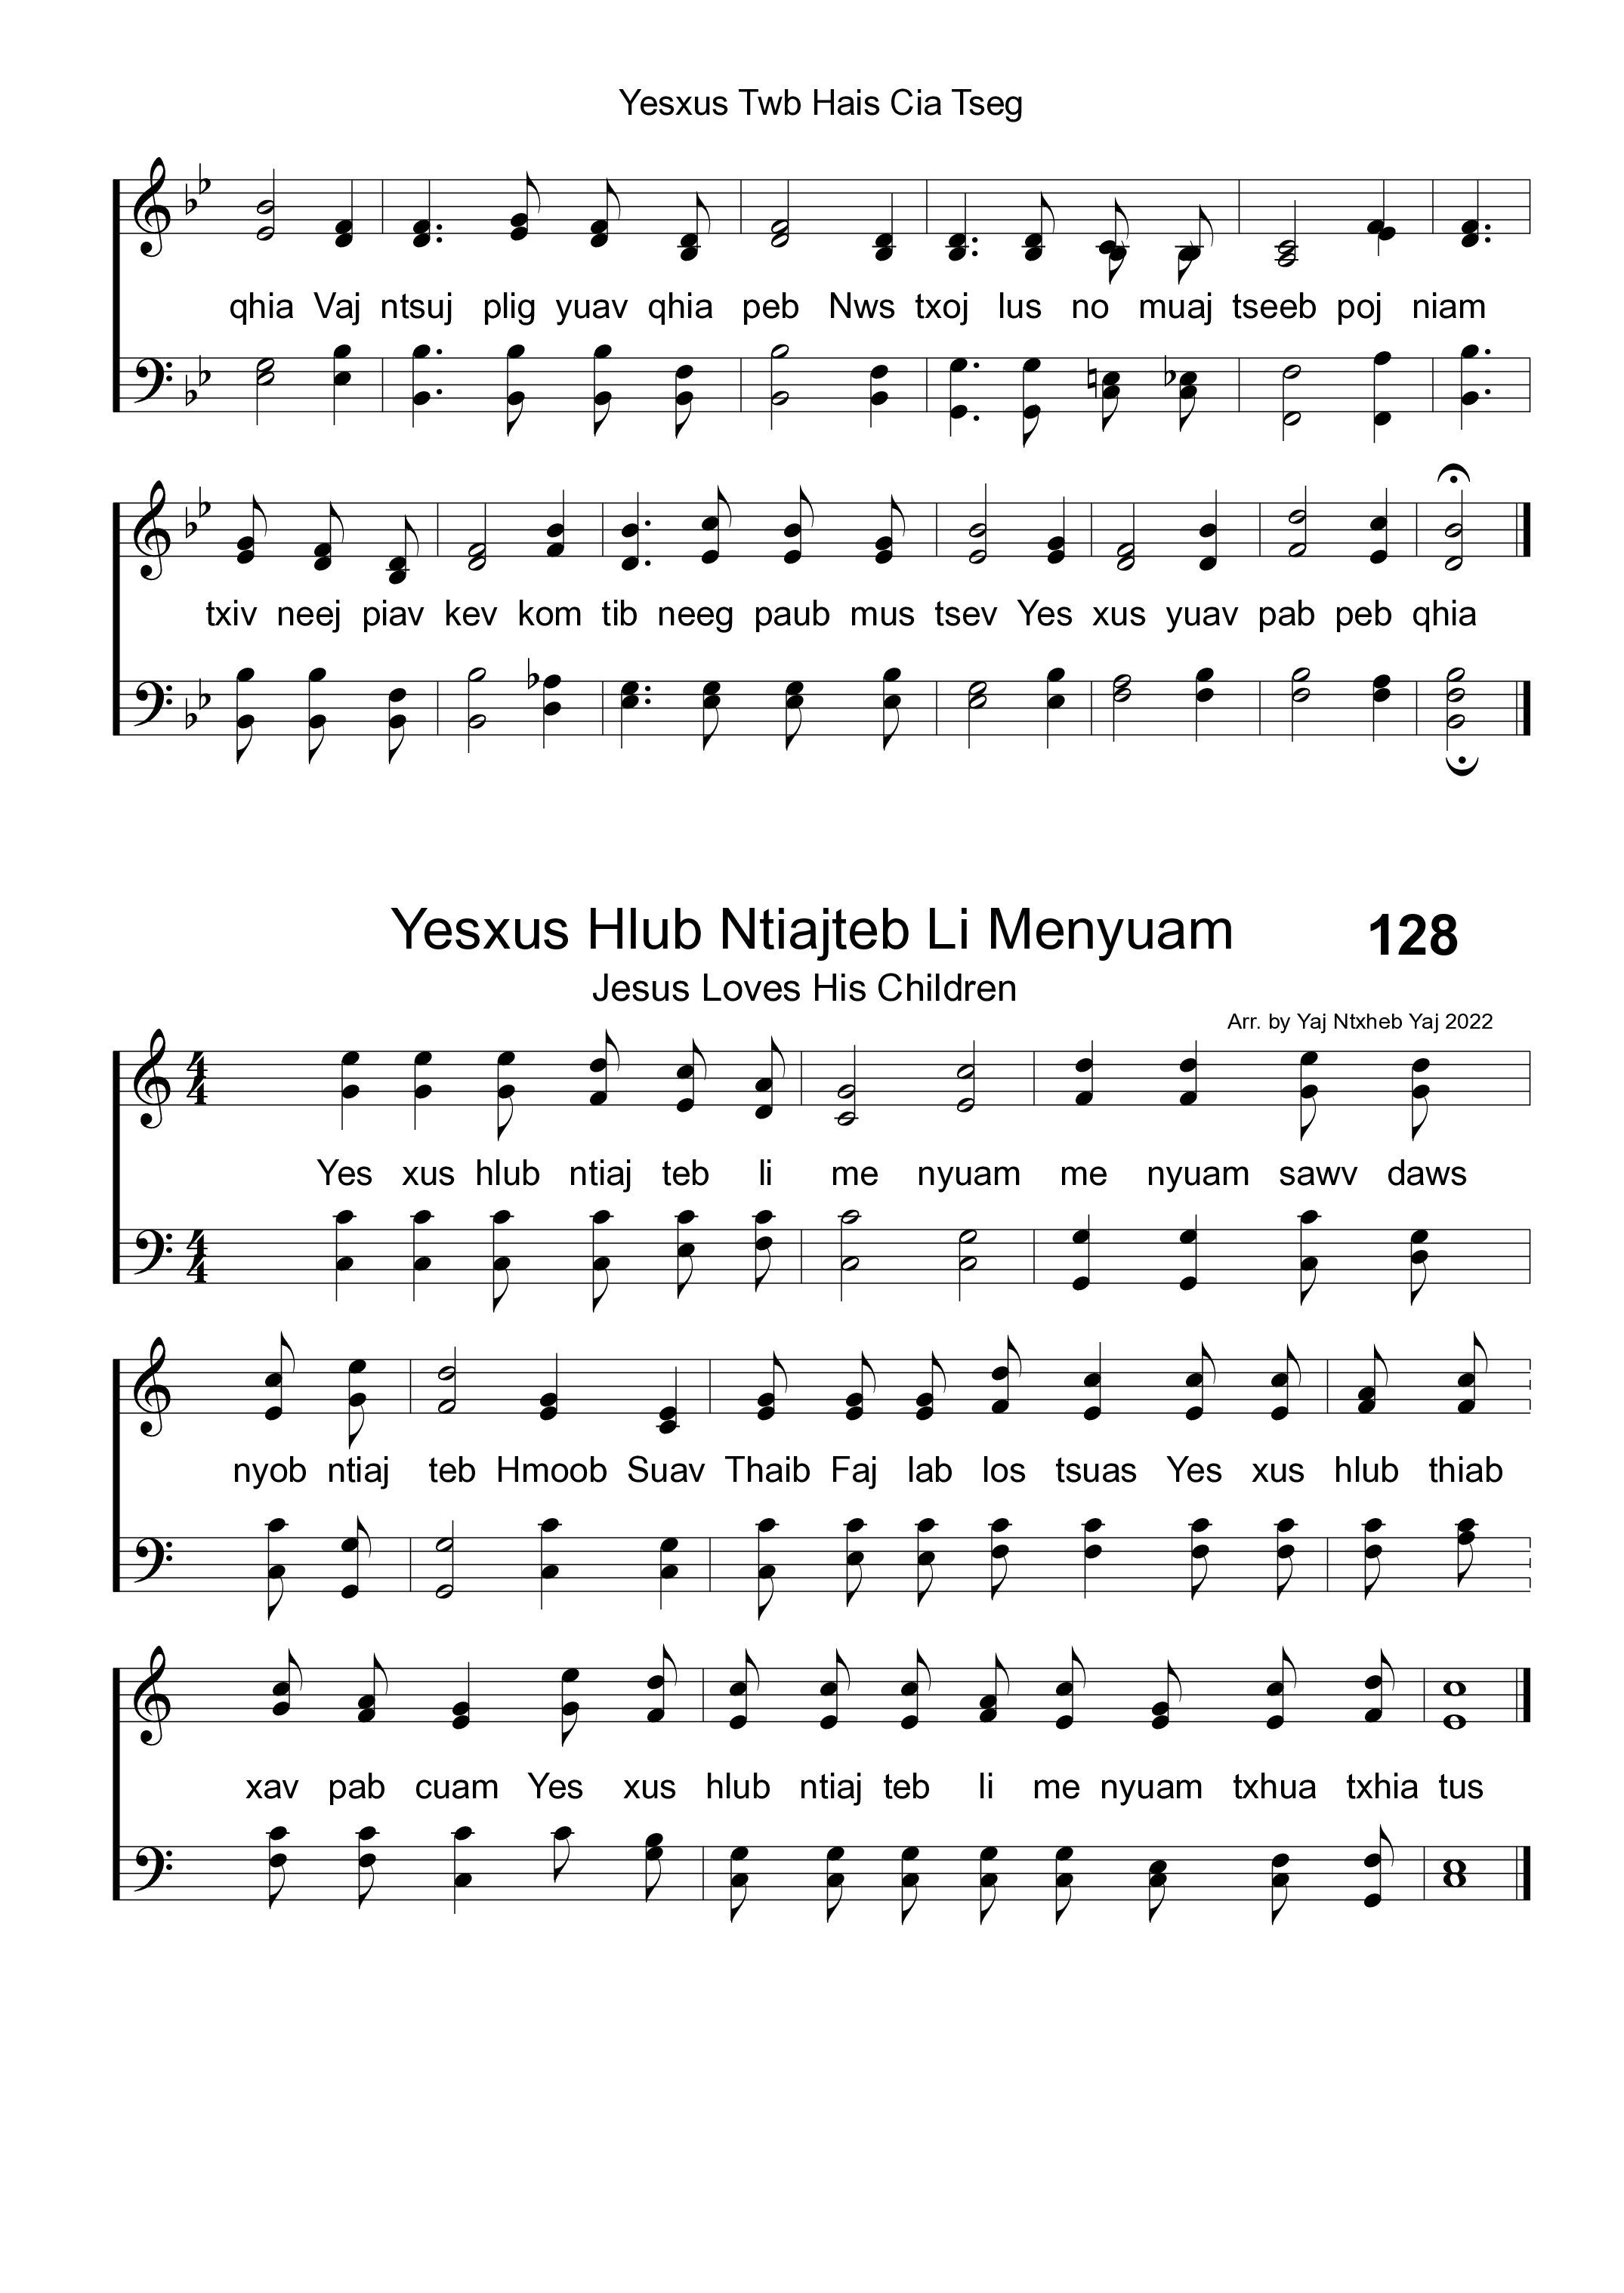 Yesxus Twb Hais Cia Tseg
qhia Vaj ntsuj plig yuav qhia peb Nws txoj lus no muaj tseeb poj niam
txiv neej piav kev kom tib neeg paub mus tsev Yes xus yuav pab peb qhia
Yesxus Hlub Ntiajteb Li Menyuam 128
Jesus Loves His Children
Arr. by Yaj Ntxheb Yaj 2022
4
4
Yes xus hlub ntiaj teb li me nyuam me nyuam sawv daws
4
4
nyob ntiaj teb Hmoob Suav Thaib Faj lab los tsuas Yes xus hlub thiab
xav pab cuam Yes xus hlub ntiaj teb li me nyuam txhua txhia tus